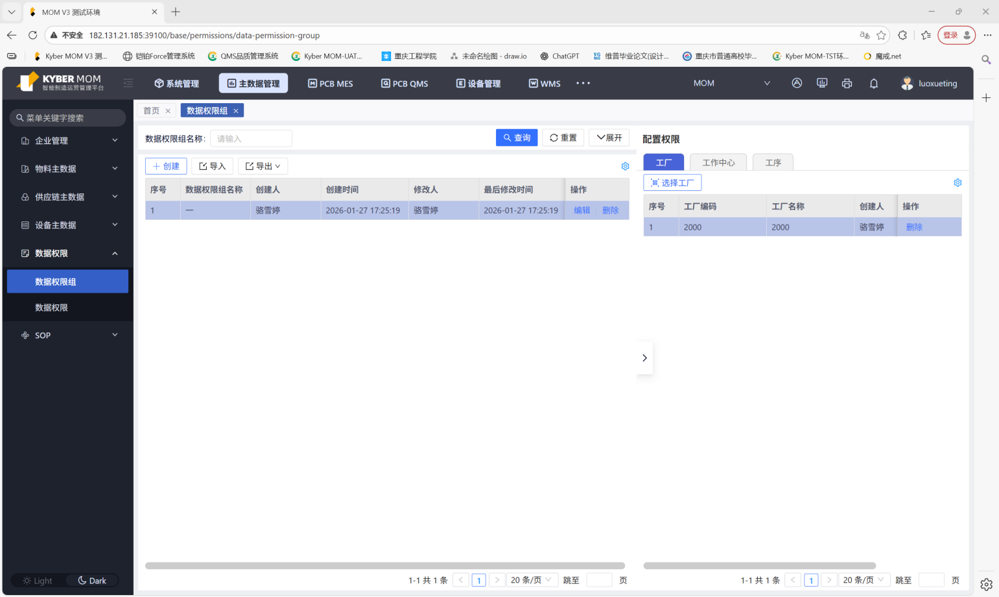 MOM V3 测试环境
不安全 182.131.21.185:39100/base/permissions/data-permission-group
登录
Kyber MOM V3 测...
铠铂Force管理系统
QMS品质管理系统
Kyber MOM-UAT...
重庆工程学院
未命名绘图 - draw.io
ChatGPT
维普毕业论文(设计...
重庆市普通高校毕...
Kyber MOM-TST环...
魔戒.net
KYBER MOM
智能制造运营管理平台
系统管理
主数据管理
PCB MES
PCB QMS
设备管理
WMS
MOM
luoxueting
菜单关键字搜索
企业管理
物料主数据
供应链主数据
设备主数据
数据权限
数据权限组
数据权限
SOP
Light
Dark
首页
数据权限组
数据权限组名称: 请输入
查询
重置
展开
创建
导入
导出
序号 数据权限组名称 创建人 创建时间 修改人 最后修改时间 操作
1 一 骆雪婷 2026-01-27 17:25:19 骆雪婷 2026-01-27 17:25:19 编辑 删除
1-1 共 1 条 1 20 条/页 跳至 页
配置权限
工厂
工作中心
工序
选择工厂
序号 工厂编码 工厂名称 创建人 操作
1 2000 2000 骆雪婷 删除
1-1 共 1 条 1 20 条/页 跳至 页